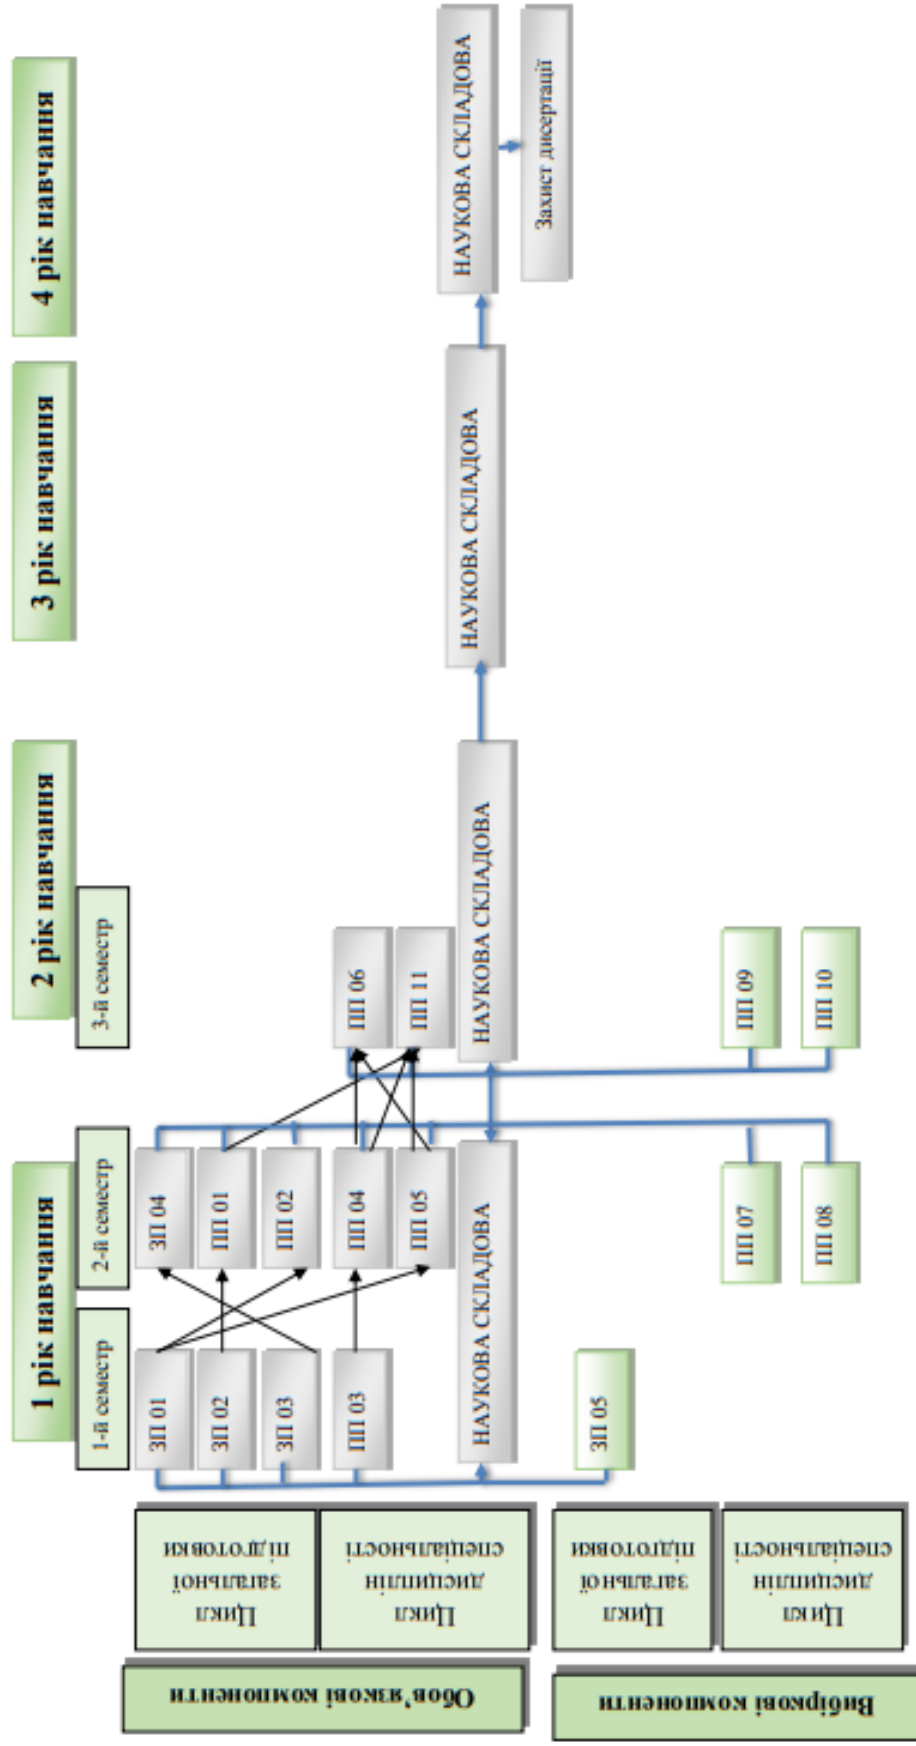 1 рік навчання
2 рік навчання
3 рік навчання
4 рік навчання
1-й семестр
2-й семестр
3-й семестр
Обов’язкові компоненти
Цикл
загальної
підготовки
ЗП 01
ЗП 04
ЗП 02
ПП 01
ЗП 03
ПП 02
Цикл
дисциплін
спеціальності
ПП 03
ПП 04
ПП 06
ПП 05
ПП 11
НАУКОВА СКЛАДОВА
НАУКОВА СКЛАДОВА
НАУКОВА СКЛАДОВА
НАУКОВА СКЛАДОВА
Захист дисертації
Вибіркові компоненти
Цикл
загальної
підготовки
ЗП 05
Цикл
дисциплін
спеціальності
ПП 07
ПП 09
ПП 08
ПП 10